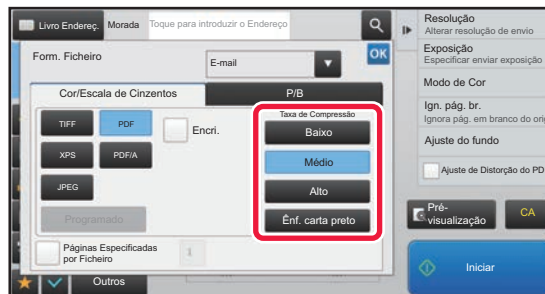 Livro Endereç.
Morada
Toque para introduzir o Endereço
Form. Ficheiro
E-mail
OK
Cor/Escala de Cinzentos
P/B
TIFF
PDF
Encri.
XPS
PDF/A
JPEG
Programado
Páginas Especificadas
por Ficheiro
1
Taxa de Compressão
Baixo
Médio
Alto
Ênf. carta preto
Outros
Resolução
Alterar resolução de envio
Exposição
Especificar enviar exposição
Modo de Cor
Ign. pág. br.
Ignora pág. em branco do ori
Ajuste do fundo
Ajuste de Distorção do PD
Pré-
visualização
CA
Iniciar